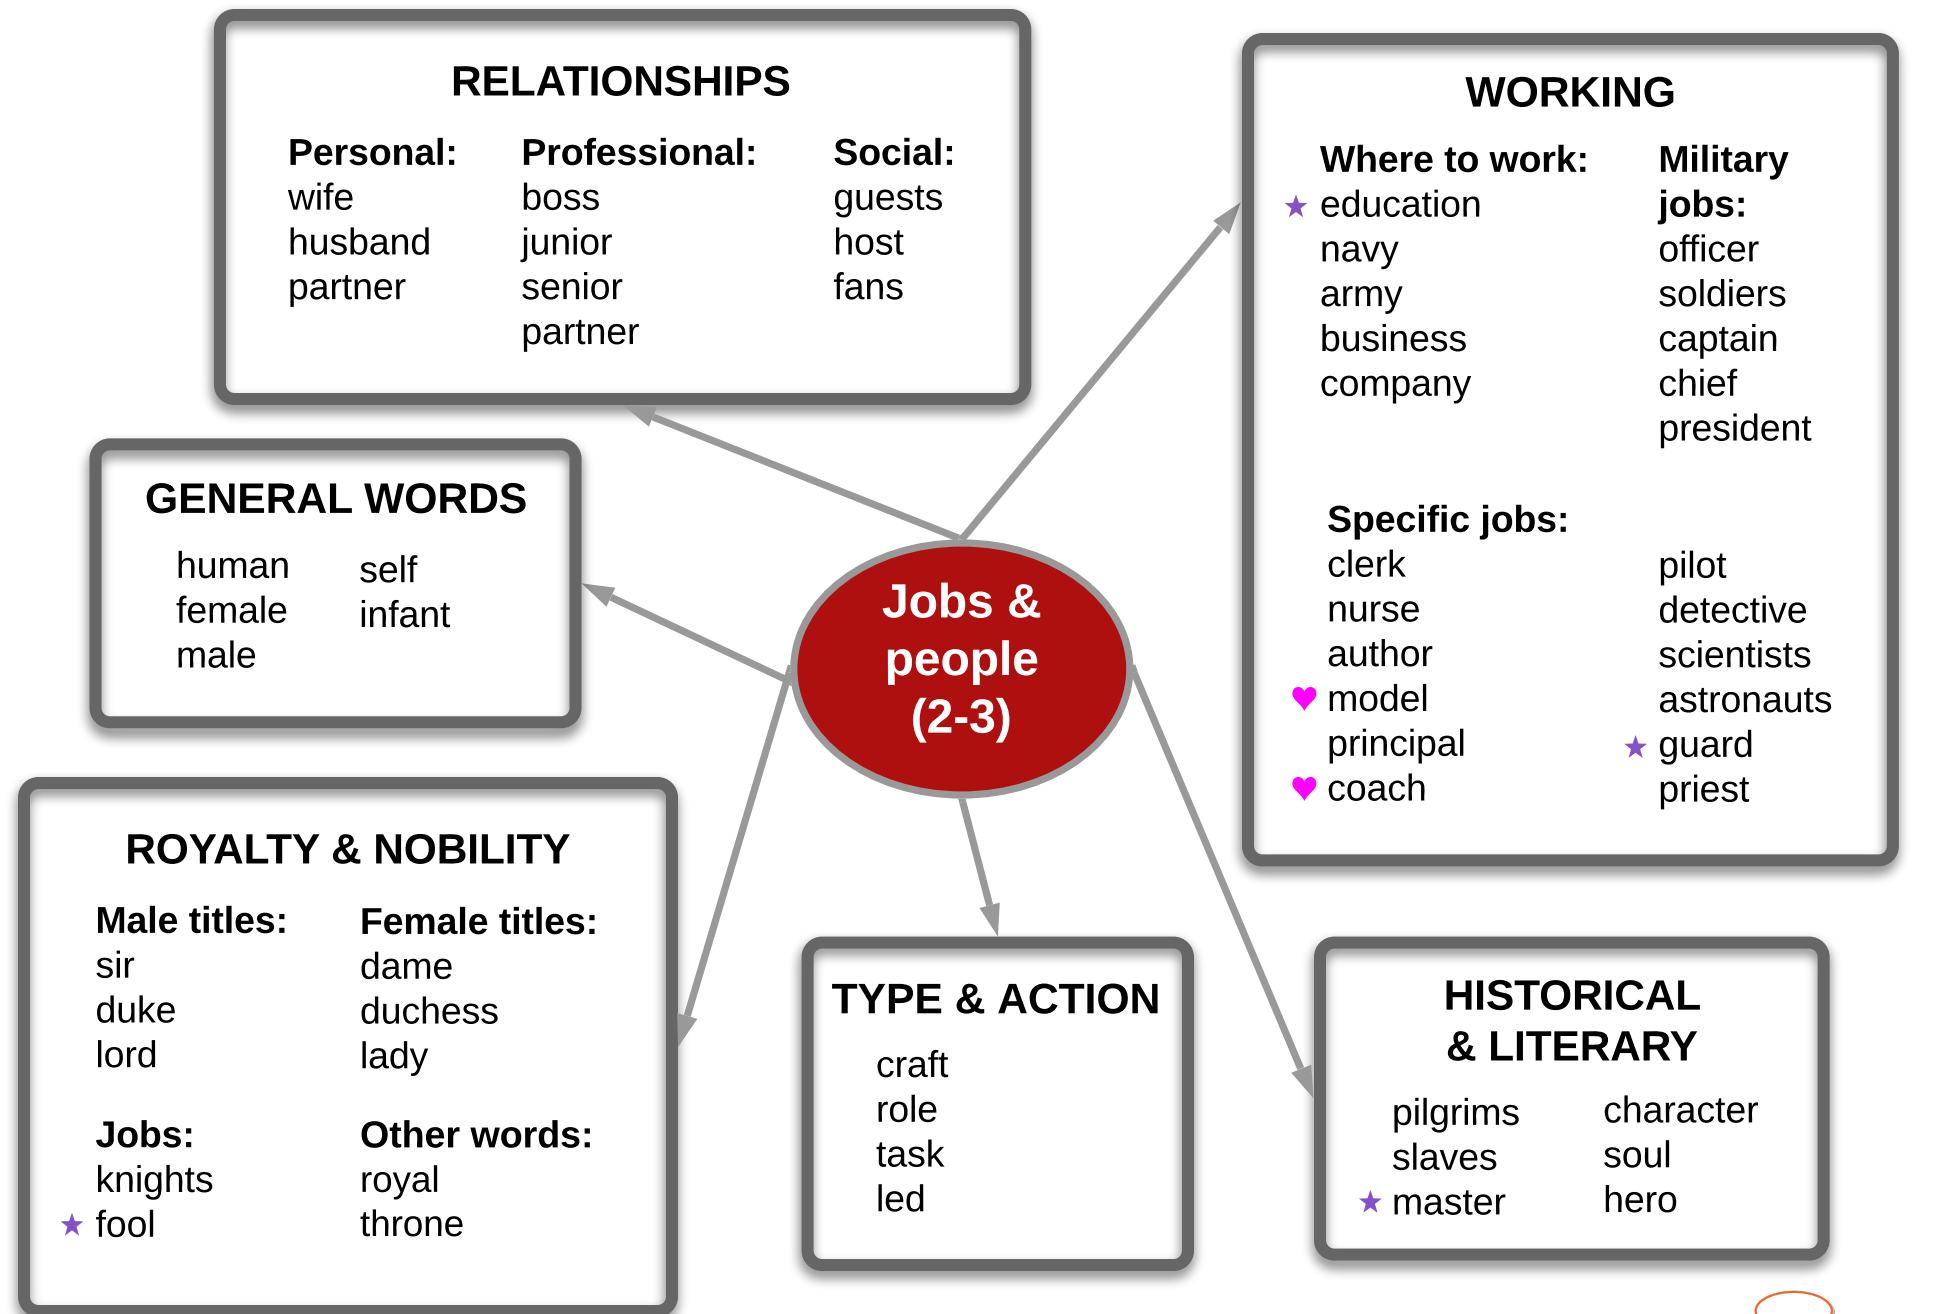 RELATIONSHIPS
Personal:
wife
husband
partner
Professional:
boss
junior
senior
partner
Social:
guests
host
fans
WORKING
Where to work:
education
navy
army
business
company
Military
jobs:
officer
soldiers
captain
chief
president
Specific jobs:
clerk
nurse
author
model
principal
coach
pilot
detective
scientists
astronauts
guard
priest
GENERAL WORDS
human
female
male
self
infant
Jobs &
people
(2-3)
ROYALTY & NOBILITY
Male titles:
sir
duke
lord
Female titles:
dame
duchess
lady
Jobs:
knights
fool
Other words:
royal
throne
TYPE & ACTION
craft
role
task
led
HISTORICAL
& LITERARY
pilgrims
slaves
master
character
soul
hero